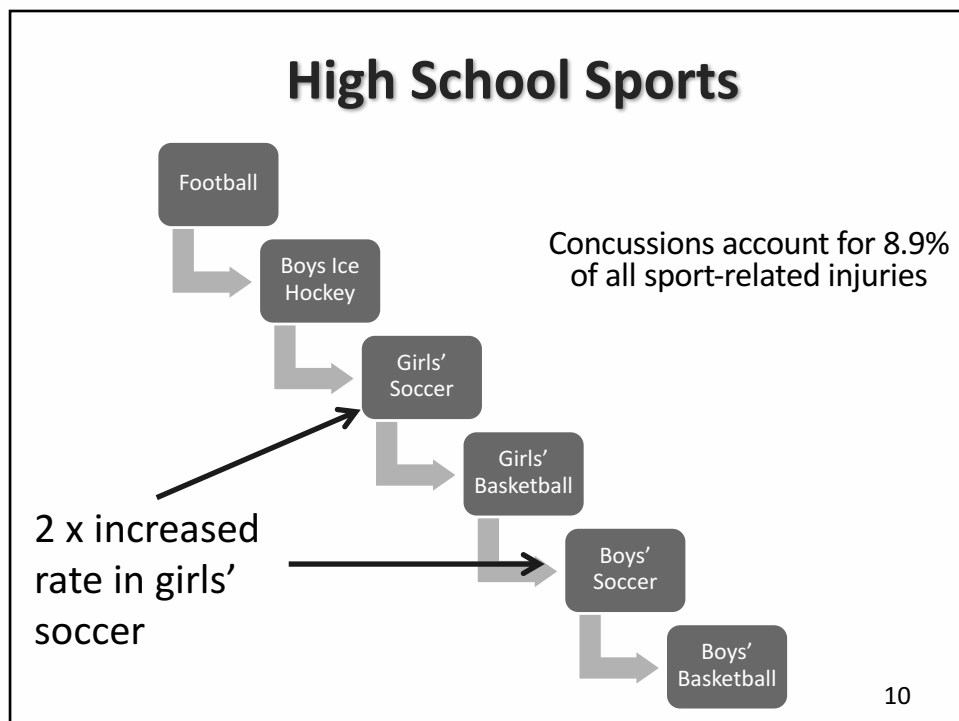 High School Sports
Football
Concussions account for 8.9%
of all sport-related injuries
Boys Ice
Hockey
Girls’
Soccer
Girls’
Basketball
2 x increased
rate in girls’
soccer
Boys’
Soccer
Boys’
Basketball
10